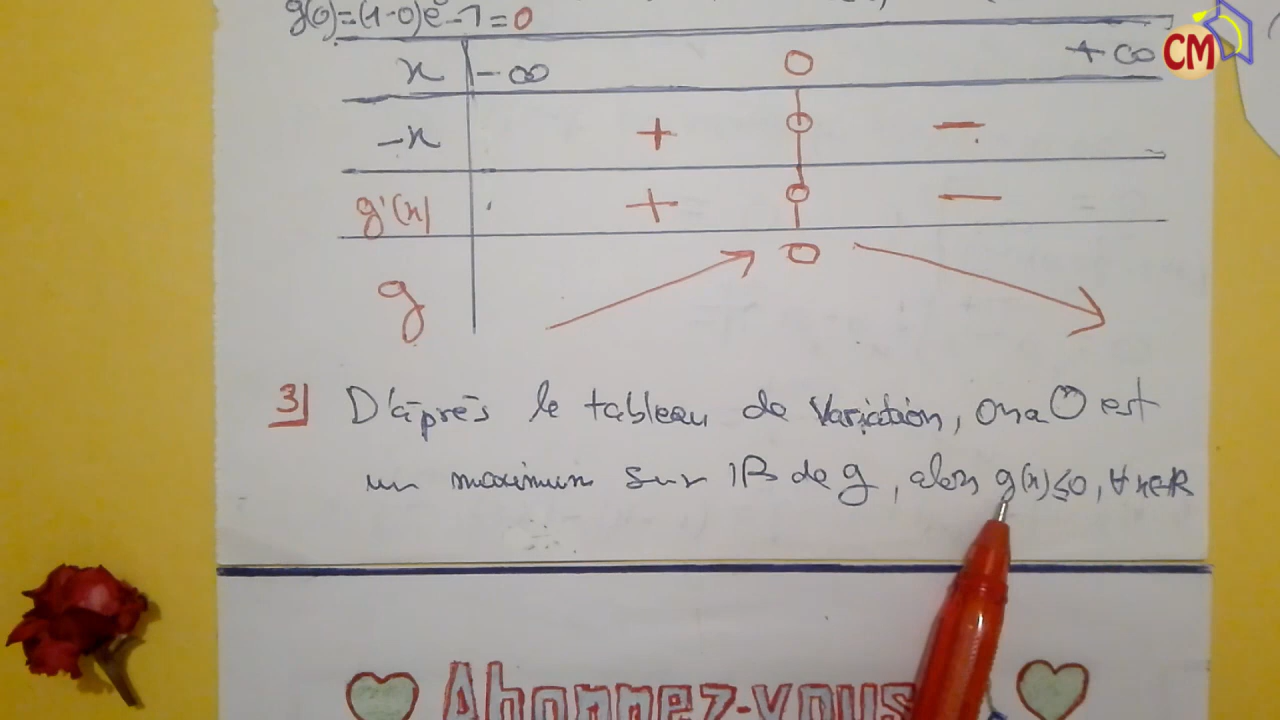 g(0)=(1-0)e⁰-1=0
CM
x -∞ 0 +∞
-x + 0 -
g'(x) + 0 -
g 0
3] D'après le tableau de variation, on a 0 est
un maximum sur IR de g, alors g(x)≤0, ∀x∈R
Abonnez-vous